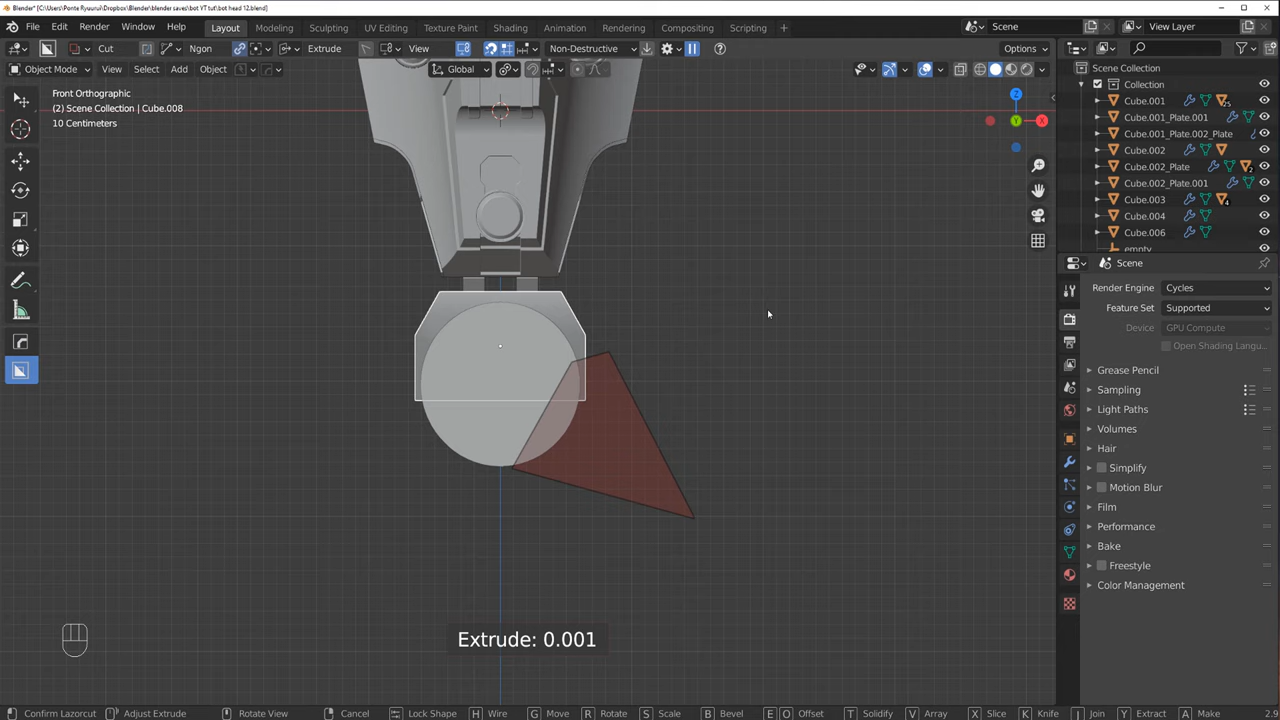 Blender* [C:\Users\Ponte Ryuurui\Dropbox\Blender\blender saves\bot YT tut\bot head 12.blend]
File Edit Render Window Help Layout Modeling Sculpting UV Editing Texture Paint Shading Animation Rendering Compositing Scripting Scene View Layer
Cut Ngon Extrude View Non-Destructive Options
Object Mode View Select Add Object Global
Front Orthographic
(2) Scene Collection | Cube.008
10 Centimeters
Z
Y
X
Extrude: 0.001
Scene Collection
Collection
Cube.001 25
Cube.001_Plate.001
Cube.001_Plate.002_Plate
Cube.002
Cube.002_Plate 2
Cube.002_Plate.001
Cube.003 4
Cube.004
Cube.006
empty
Scene
Render Engine Cycles
Feature Set Supported
Device GPU Compute
Open Shading Langu...
Grease Pencil
Sampling
Light Paths
Volumes
Hair
Simplify
Motion Blur
Film
Performance
Bake
Freestyle
Color Management
Confirm Lazorcut Adjust Extrude Rotate View Cancel Lock Shape H Wire G Move R Rotate S Scale B Bevel E O Offset T Solidify V Array X Slice K Knife J Join Y Extract A Make 2.9